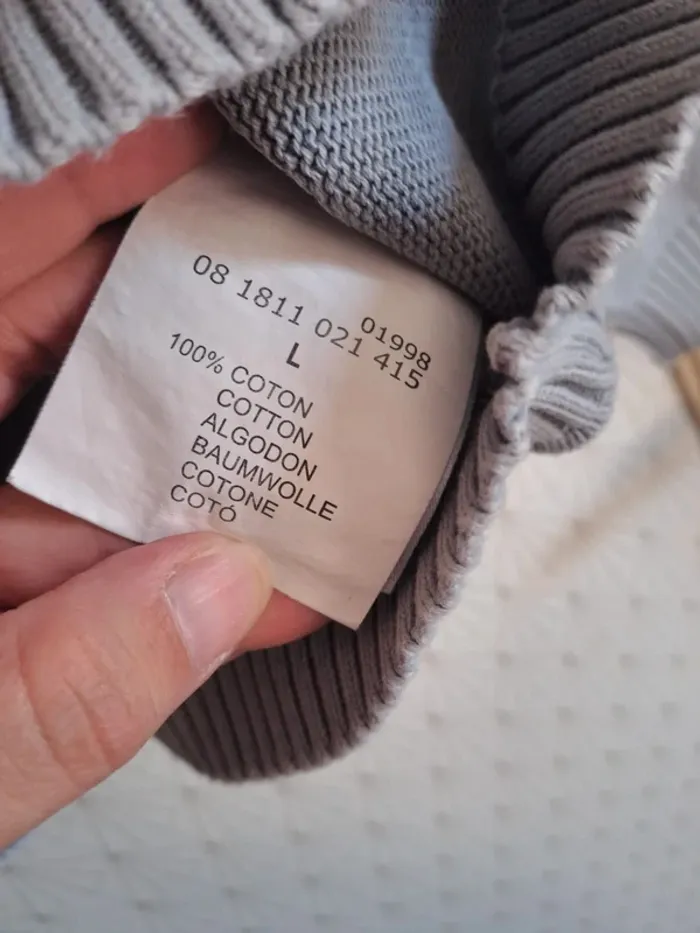 01998
08 1811 021 415
L
100% COTON
COTTON
ALGODON
BAUMWOLLE
COTONE
COTÓ